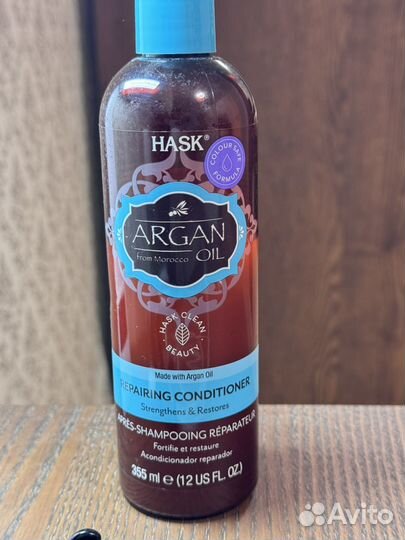 HASK®
COLOUR SAFE
FORMULA
ARGAN
from Morocco OIL
HASK CLEAN
BEAUTY
Made with Argan Oil
REPAIRING CONDITIONER
Strengthens & Restores
APRÈS-SHAMPOOING RÉPARATEUR
Fortifie et restaure
Acondicionador reparador
355 ml ℮ (12 US FL. OZ.)
Avito